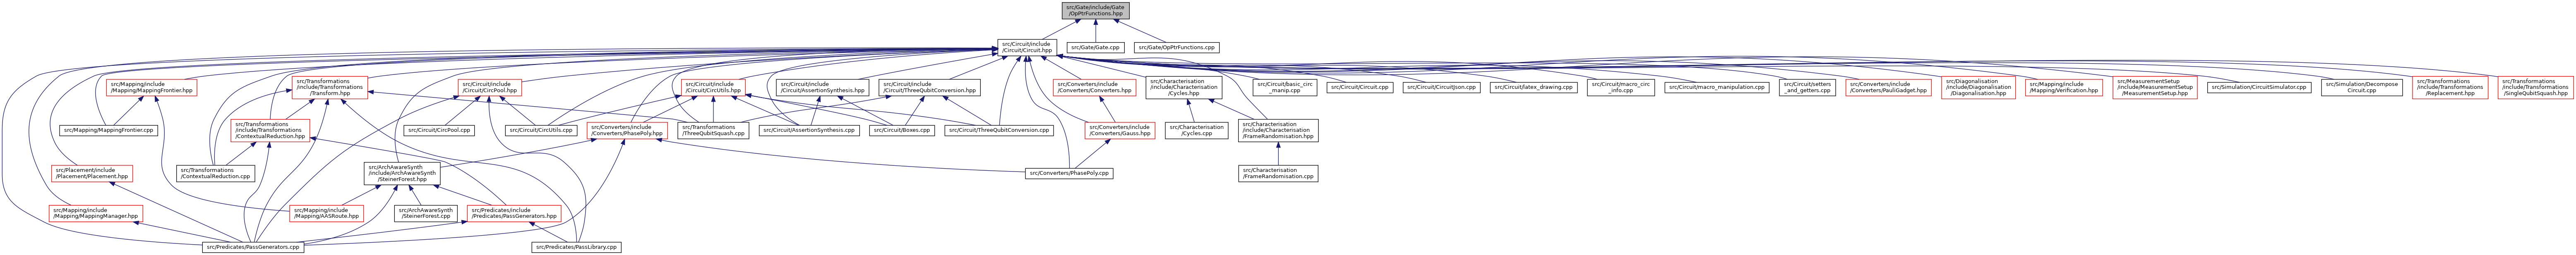 src/Gate/include/Gate
/OpPtrFunctions.hpp
src/Circuit/include
/Circuit/Circuit.hpp
src/Gate/Gate.cpp
src/Gate/OpPtrFunctions.cpp
src/Mapping/include
/Mapping/MappingFrontier.hpp
src/Transformations
/include/Transformations
/Transform.hpp
src/Circuit/include
/Circuit/CircPool.hpp
src/Circuit/include
/Circuit/CircUtils.hpp
src/Circuit/include
/Circuit/AssertionSynthesis.hpp
src/Circuit/include
/Circuit/ThreeQubitConversion.hpp
src/Converters/include
/Converters/Converters.hpp
src/Characterisation
/include/Characterisation
/Cycles.hpp
src/Circuit/basic_circ
_manip.cpp
src/Circuit/Circuit.cpp
src/Circuit/CircuitJson.cpp
src/Circuit/latex_drawing.cpp
src/Circuit/macro_circ
_info.cpp
src/Circuit/macro_manipulation.cpp
src/Circuit/setters
_and_getters.cpp
src/Circuit/include
/Converters/PauliGadget.hpp
src/Diagonalisation
/include/Diagonalisation
/Diagonalisation.hpp
src/Mapping/include
/Mapping/Verification.hpp
src/MeasurementSetup
/include/MeasurementSetup
/MeasurementSetup.hpp
src/Simulation/CircuitSimulator.cpp
src/Simulation/Decompose
Circuit.cpp
src/Transformations
/include/Transformations
/Replacement.hpp
src/Transformations
/include/Transformations
/SingleQubitSquash.hpp
src/Mapping/MappingFrontier.cpp
src/Transformations
/include/Transformations
/ContextualReduction.hpp
src/Circuit/CircPool.cpp
src/Circuit/CircUtils.cpp
src/Converters/include
/Converters/PhasePoly.hpp
src/Transformations
/ThreeQubitSquash.cpp
src/Circuit/AssertionSynthesis.cpp
src/Circuit/Boxes.cpp
src/Circuit/ThreeQubitConversion.cpp
src/Converters/include
/Converters/Gauss.hpp
src/Characterisation
/Cycles.cpp
src/Characterisation
/include/Characterisation
/FrameRandomisation.hpp
src/Placement/include
/Placement/Placement.hpp
src/Transformations
/ContextualReduction.cpp
src/ArchAwareSynth
/include/ArchAwareSynth
/SteinerForest.hpp
src/Converters/PhasePoly.cpp
src/Characterisation
/FrameRandomisation.cpp
src/Mapping/include
/Mapping/MappingManager.hpp
src/Mapping/include
/Mapping/AASRoute.hpp
src/ArchAwareSynth
/SteinerForest.cpp
src/Predicates/include
/Predicates/PassGenerators.hpp
src/Predicates/PassGenerators.cpp
src/Predicates/PassLibrary.cpp